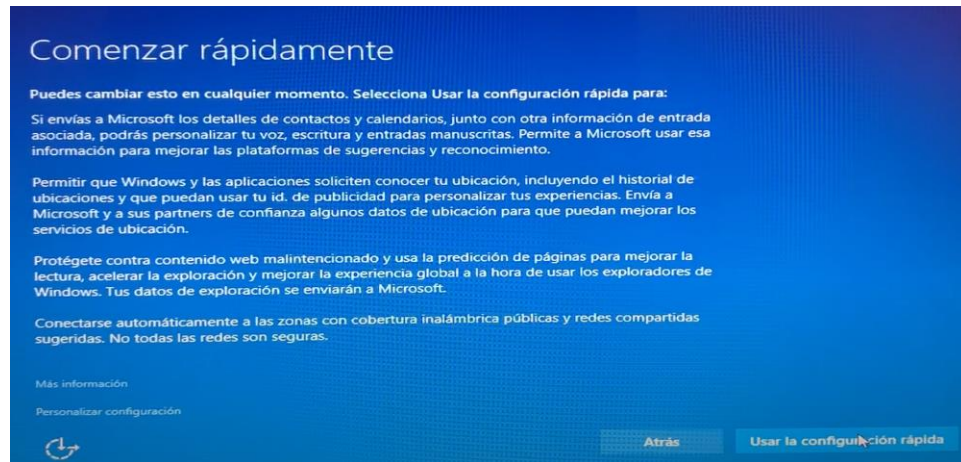 Comenzar rápidamente
Puedes cambiar esto en cualquier momento. Selecciona Usar la configuración rápida para:
Si envías a Microsoft los detalles de contactos y calendarios, junto con otra información de entrada
asociada, podrás personalizar tu voz, escritura y entradas manuscritas. Permite a Microsoft usar esa
información para mejorar las plataformas de sugerencias y reconocimiento.
Permitir que Windows y las aplicaciones soliciten conocer tu ubicación, incluyendo el historial de
ubicaciones y que puedan usar tu id. de publicidad para personalizar tus experiencias. Envía a
Microsoft y a sus partners de confianza algunos datos de ubicación para que puedan mejorar los
servicios de ubicación.
Protégete contra contenido web malintencionado y usa la predicción de páginas para mejorar la
lectura, acelerar la exploración y mejorar la experiencia global a la hora de usar los exploradores de
Windows. Tus datos de exploración se enviarán a Microsoft.
Conectarse automáticamente a las zonas con cobertura inalámbrica públicas y redes compartidas
sugeridas. No todas las redes son seguras.
Más información
Personalizar configuración
Atrás
Usar la configuración rápida